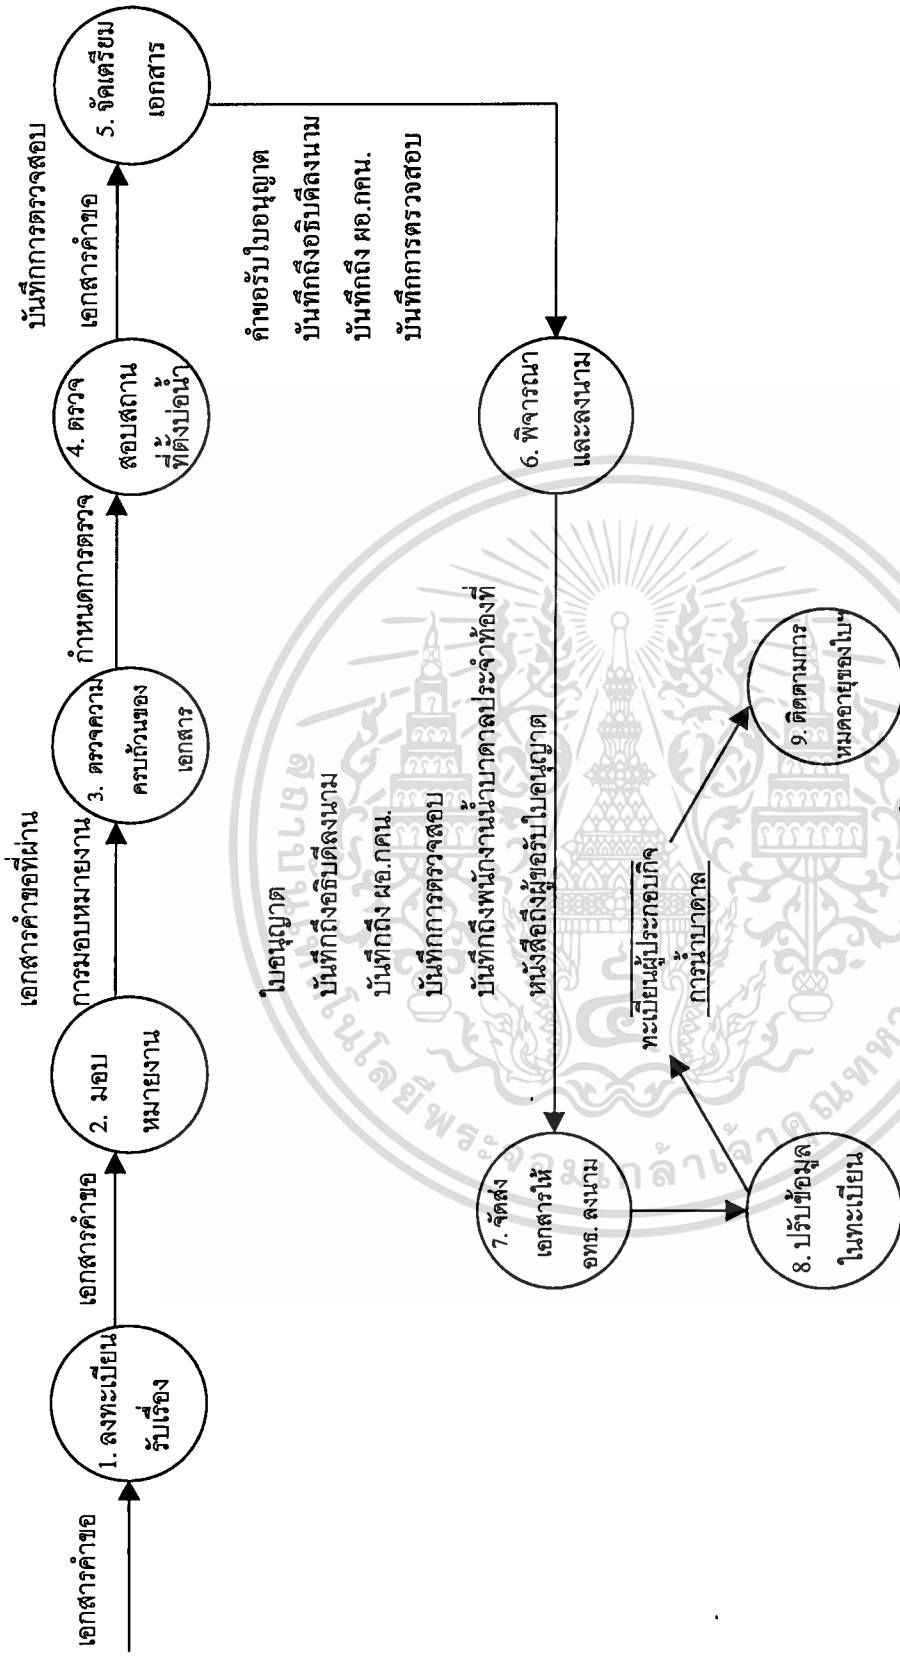 เอกสารคำขอ
1. ลงทะเบียน
รับเรื่อง
เอกสารคำขอ
2. มอบ
หมายงาน
เอกสารคำขอที่ผ่าน
การมอบหมายงาน
3. ตรวจความ
ครบถ้วนของ
เอกสาร
กำหนดการตรวจ
4. ตรวจ
สอบสถาน
ที่ตั้งบ่อน้ำ
บันทึกการตรวจสอบ
เอกสารคำขอ
5. จัดเตรียม
เอกสาร
คำขอรับใบอนุญาต
บันทึกถึงอธิบดีลงนาม
บันทึกถึง ผอ.กคน.
บันทึกการตรวจสอบ
6. พิจารณา
และลงนาม
ใบอนุญาต
บันทึกถึงอธิบดีลงนาม
บันทึกถึง ผอ.กคน.
บันทึกการตรวจสอบ
บันทึกถึงพนักงานน้ำบาดาลประจำท้องที่
หนังสือถึงผู้ขอรับใบอนุญาต
7. จัดส่ง
เอกสารให้
อทธ. ลงนาม
8. ปรับข้อมูล
ในทะเบียน
ทะเบียนผู้ประกอบกิจ
การน้ำบาดาล
9. ติดตามการ
หมดอายุของใบฯ